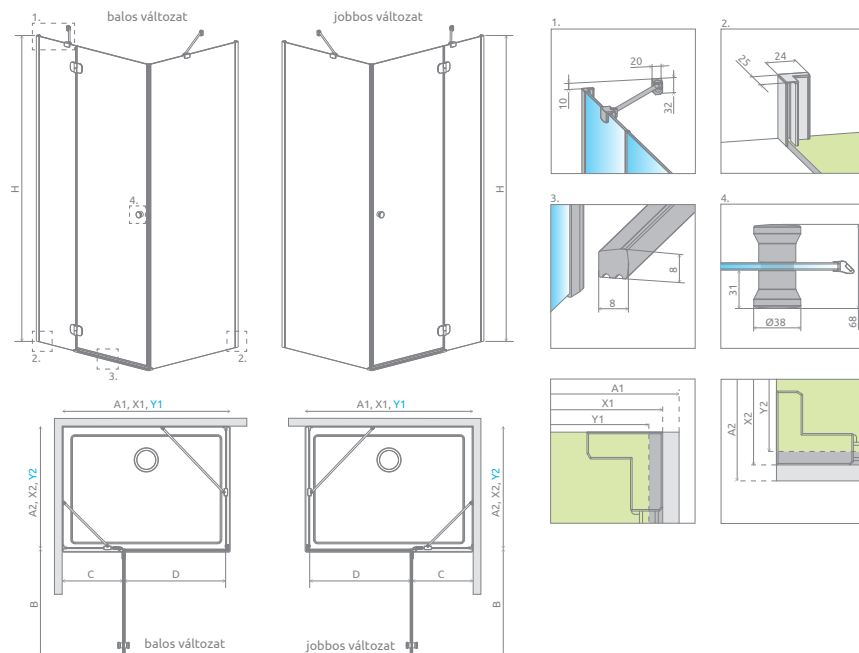 balos változat
jobbos változat
1.
H
4.
2.
3.
2.
H
1.
20
10
32
2.
25
24
3.
8
8
4.
31
Ø38
68
A1, X1, Y1
A2, X2, Y2
C
D
B
balos változat
A1, X1, Y1
A2, X2, Y2
D
C
B
jobbos változat
A1
X1
Y1
A2
X2
Y2